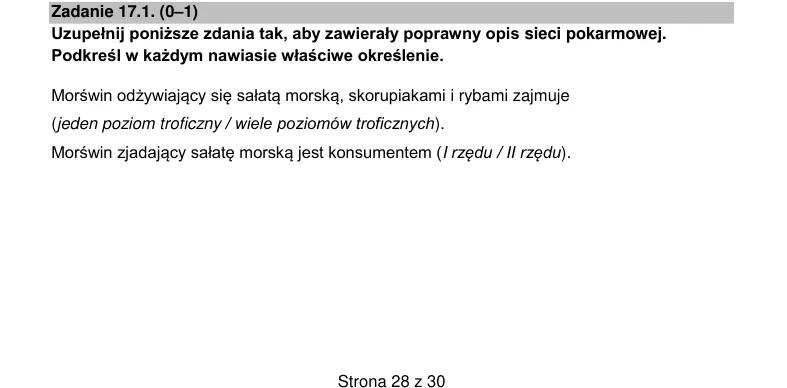 Zadanie 17.1. (0–1)
Uzupełnij poniższe zdania tak, aby zawierały poprawny opis sieci pokarmowej.
Podkreśl w każdym nawiasie właściwe określenie.
Morświn odżywiający się sałatą morską, skorupiakami i rybami zajmuje
(jeden poziom troficzny / wiele poziomów troficznych).
Morświn zjadający sałatę morską jest konsumentem (I rzędu / II rzędu).
Strona 28 z 30